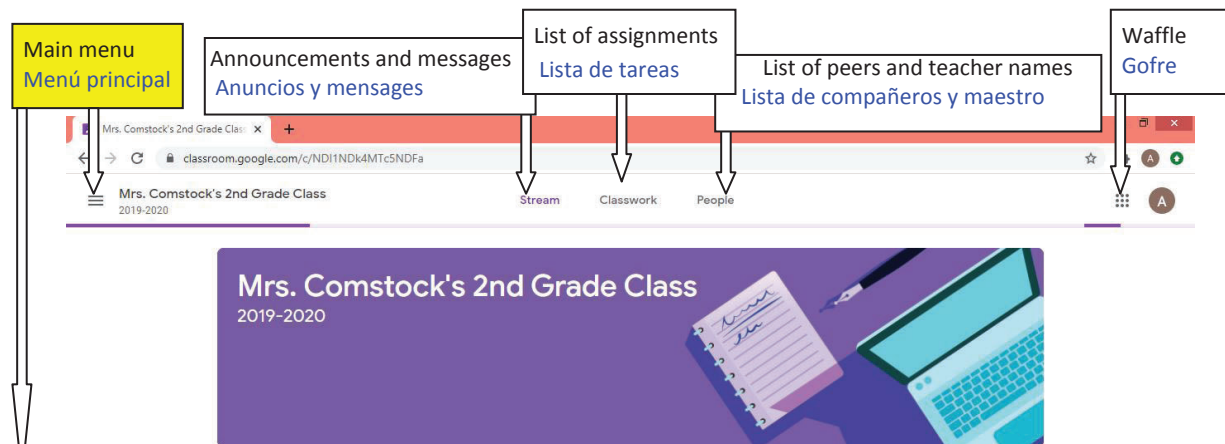 Main menu
Menú principal
Announcements and messages
Anuncios y mensages
List of assignments
Lista de tareas
List of peers and teacher names
Lista de compañeros y maestro
Waffle
Gofre
Mrs. Comstock's 2nd Grade Clas
classroom.google.com/c/NDI1NDk4MTc5NDFa
A
Mrs. Comstock's 2nd Grade Class
2019-2020
Stream Classwork People
A
Mrs. Comstock's 2nd Grade Class
2019-2020